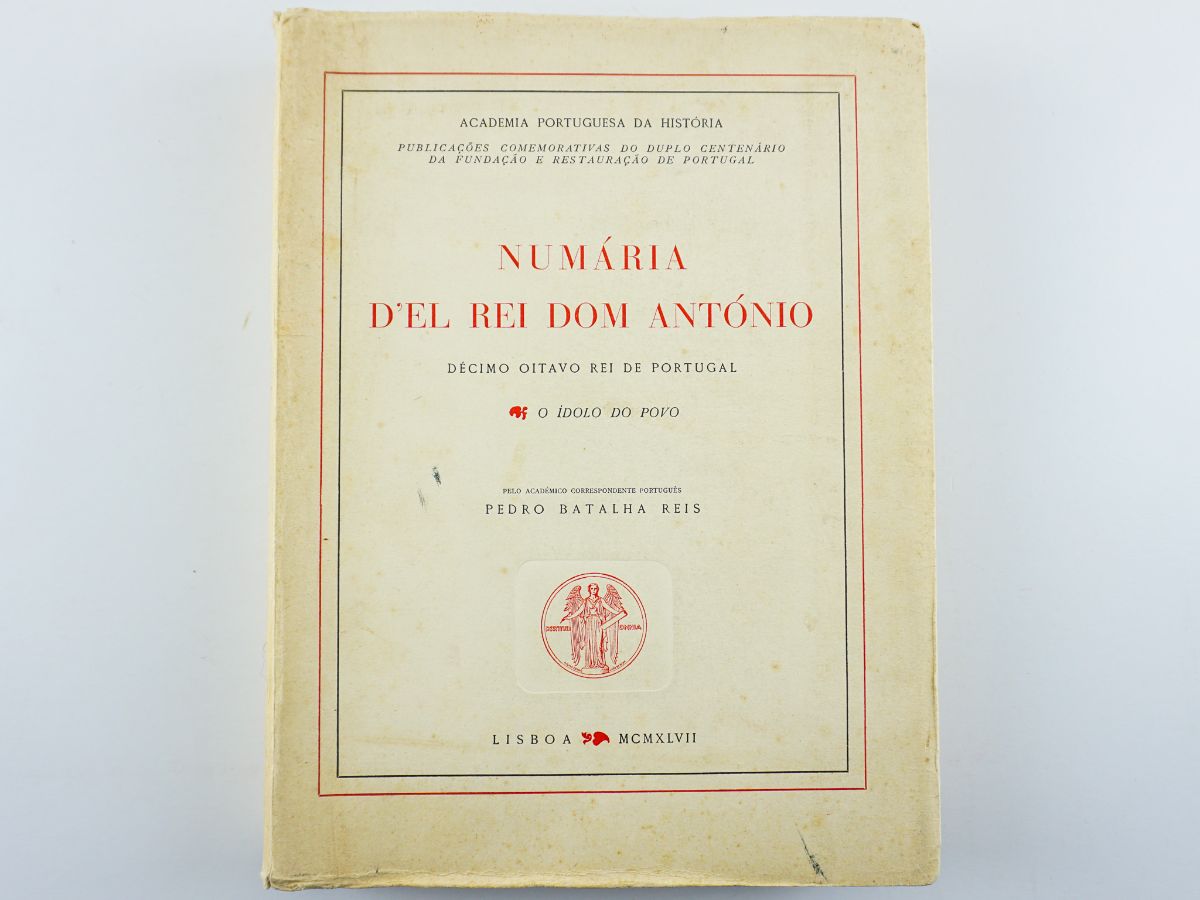 ACADEMIA PORTUGUESA DA HISTÓRIA
PUBLICAÇÕES COMEMORATIVAS DO DUPLO CENTENÁRIO
DA FUNDAÇÃO E RESTAURAÇÃO DE PORTUGAL
NUMÁRIA
D'EL REI DOM ANTÓNIO
DÉCIMO OITAVO REI DE PORTUGAL
O ÍDOLO DO POVO
PELO ACADÉMICO CORRESPONDENTE PORTUGUÊS
PEDRO BATALHA REIS
LISBOA MCMXLVII